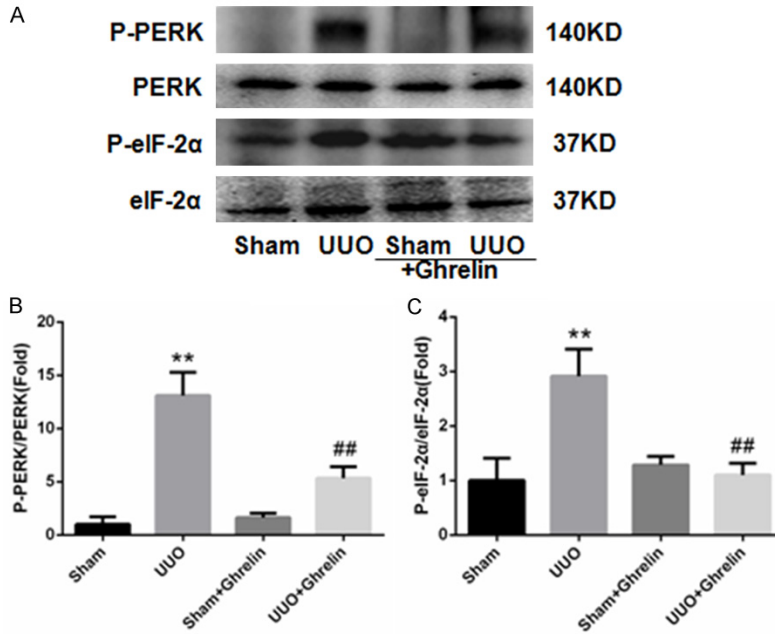 A
P-PERK 140KD
PERK 140KD
P-eIF-2α 37KD
eIF-2α 37KD
Sham UUO Sham UUO
+Ghrelin
B
P-PERK/PERK(Fold)
20
15
10
5
0
**
##
Sham
UUO
Sham+Ghrelin
UUO+Ghrelin
C
P-eIF-2α/eIF-2α(Fold)
4
3
2
1
0
**
##
Sham
UUO
Sham+Ghrelin
UUO+Ghrelin